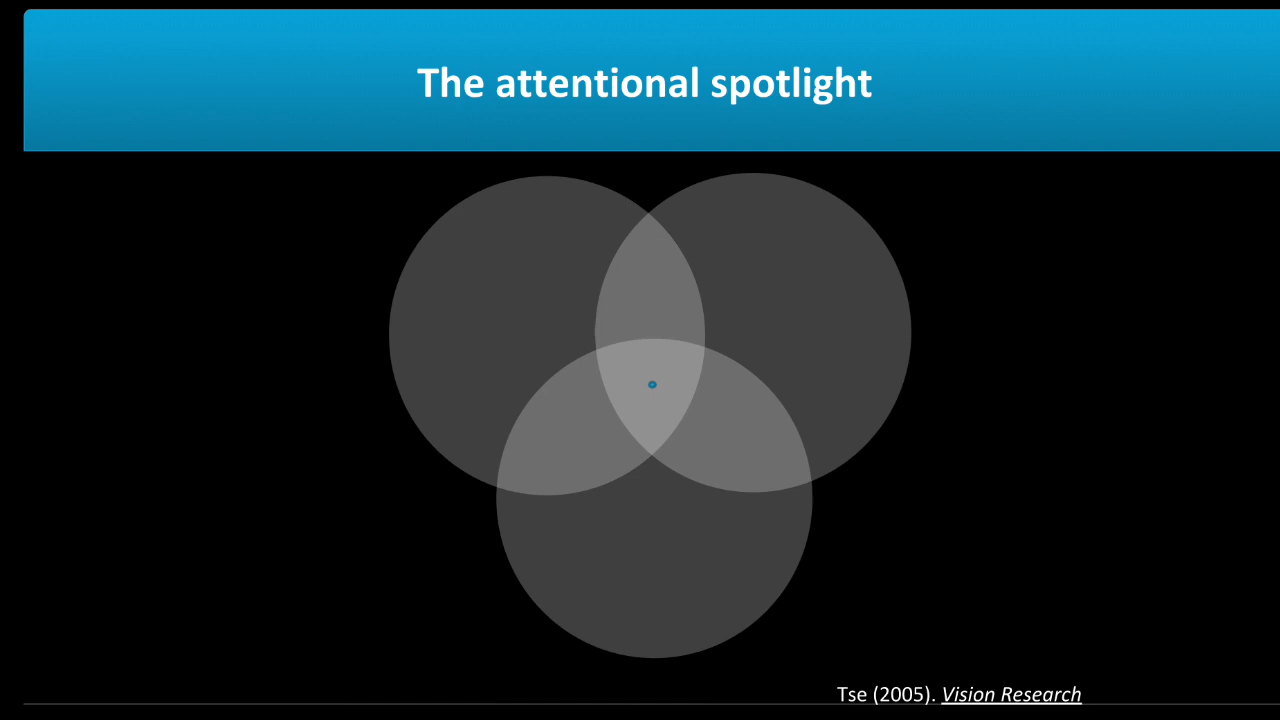 The attentional spotlight
Tse (2005). Vision Research